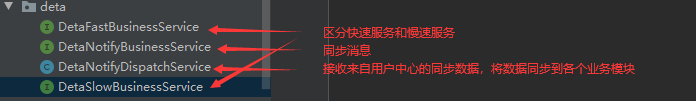 deta
DetaFastBusinessService
区分快速服务和慢速服务
DetaNotifyBusinessService
同步消息
DetaNotifyDispatchService
接收来自用户中心的同步数据，将数据同步到各个业务模块
DetaSlowBusinessService